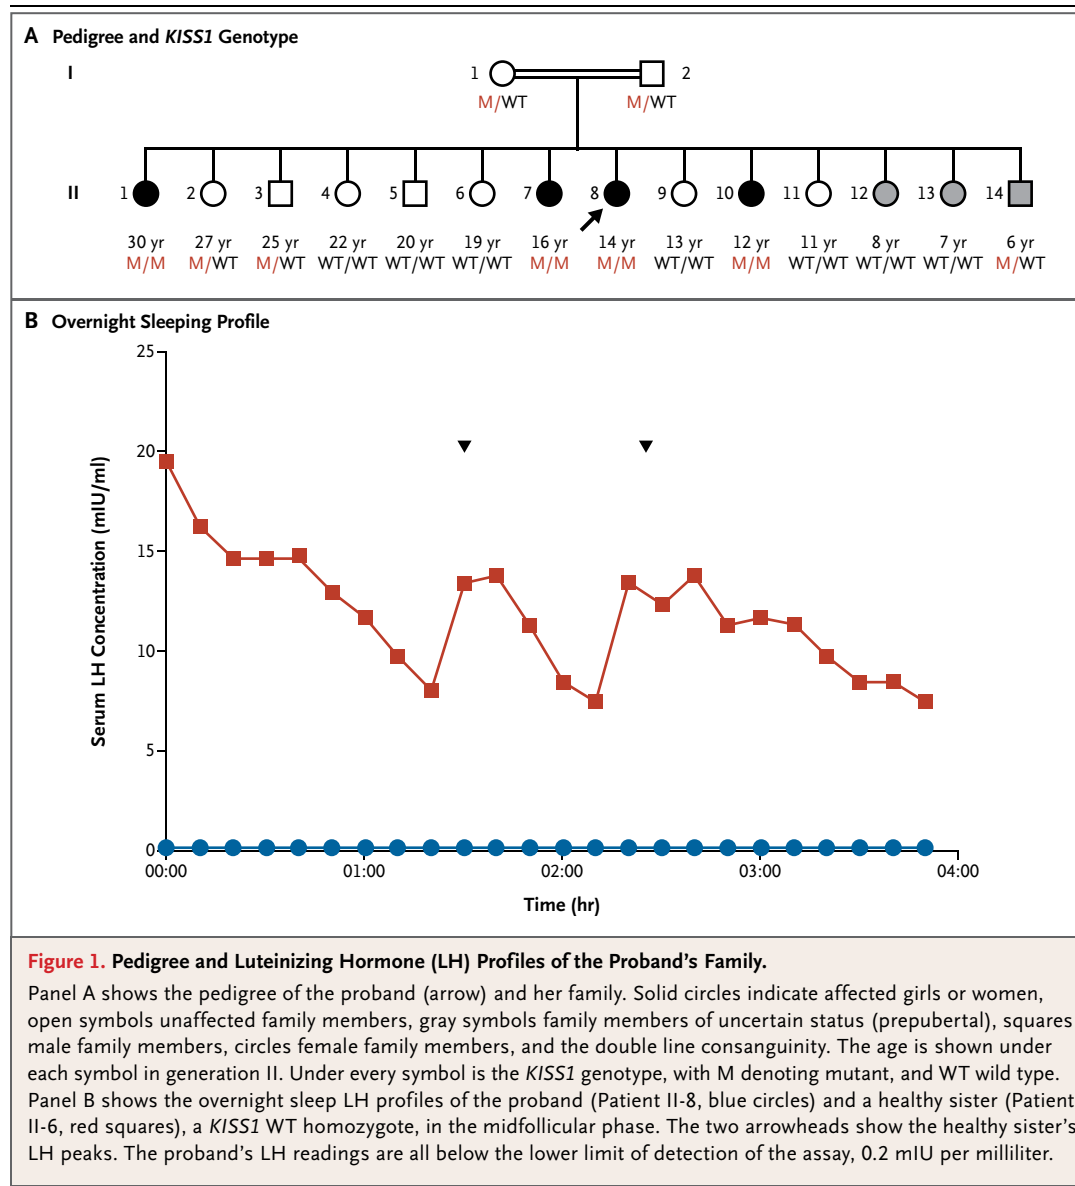 A Pedigree and KISS1 Genotype
I
1
2
M/WT M/WT
II
1 2 3 4 5 6 7 8 9 10 11 12 13 14
30 yr 27 yr 25 yr 22 yr 20 yr 19 yr 16 yr 14 yr 13 yr 12 yr 11 yr 8 yr 7 yr 6 yr
M/M M/WT M/WT WT/WT WT/WT WT/WT M/M M/M WT/WT M/M WT/WT WT/WT WT/WT M/WT
B Overnight Sleeping Profile
25
20
15
10
5
0
Serum LH Concentration (mIU/ml)
00:00 01:00 02:00 03:00 04:00
Time (hr)
Figure 1. Pedigree and Luteinizing Hormone (LH) Profiles of the Proband's Family.
Panel A shows the pedigree of the proband (arrow) and her family. Solid circles indicate affected girls or women,
open symbols unaffected family members, gray symbols family members of uncertain status (prepubertal), squares
male family members, circles female family members, and the double line consanguinity. The age is shown under
each symbol in generation II. Under every symbol is the KISS1 genotype, with M denoting mutant, and WT wild type.
Panel B shows the overnight sleep LH profiles of the proband (Patient II-8, blue circles) and a healthy sister (Patient
II-6, red squares), a KISS1 WT homozygote, in the midfollicular phase. The two arrowheads show the healthy sister's
LH peaks. The proband's LH readings are all below the lower limit of detection of the assay, 0.2 mIU per milliliter.